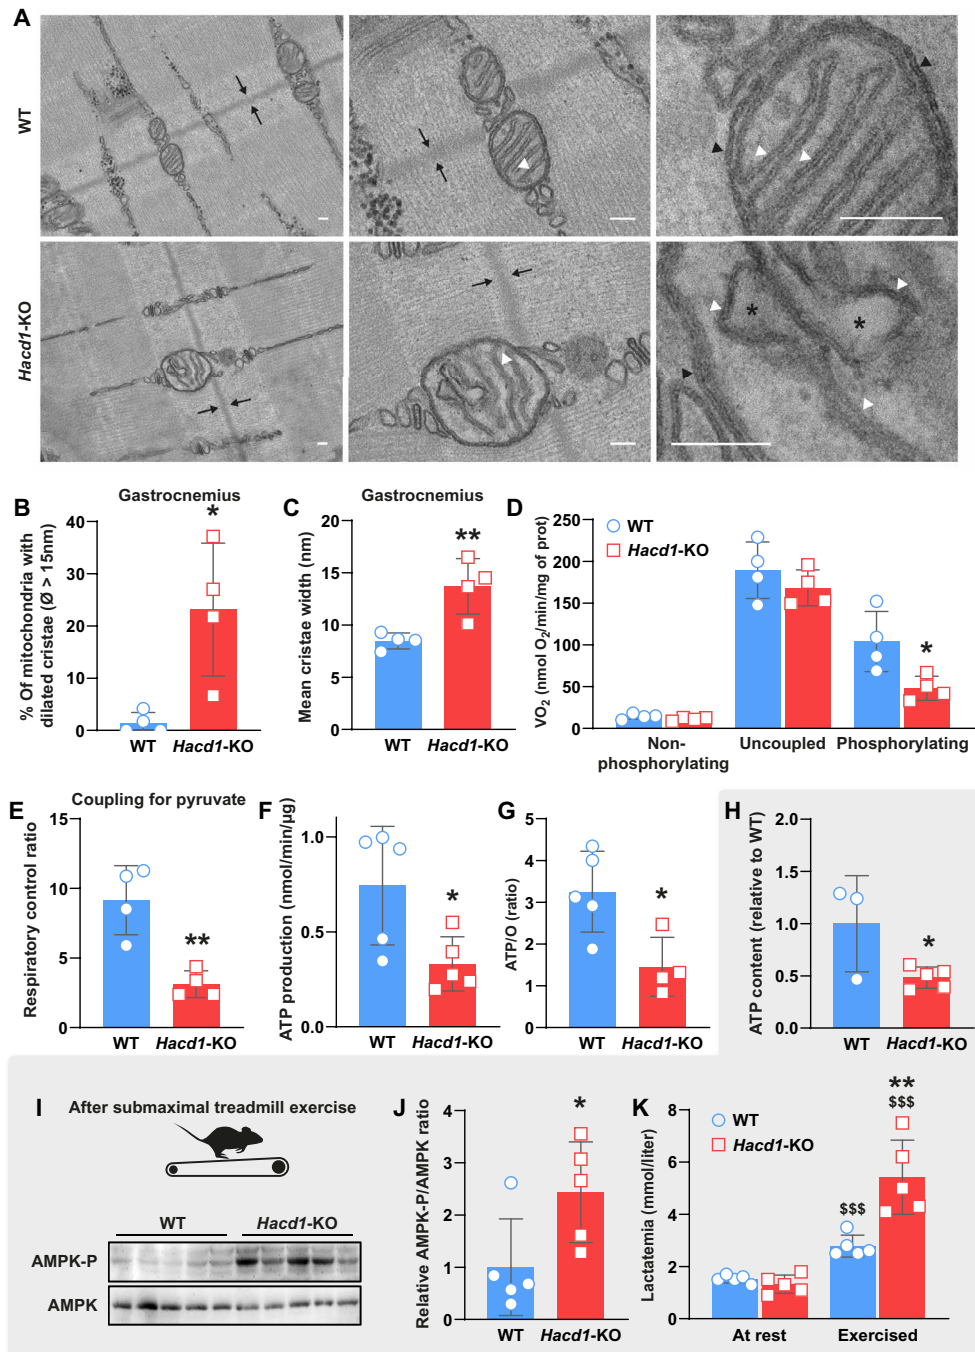 A
WT
Hacd1-KO
*
*
B
Gastrocnemius
% Of mitochondria with
dilated cristae (Ø > 15nm)
40
30
20
10
0
*
WT
Hacd1-KO
C
Gastrocnemius
Mean cristae width (nm)
20
15
10
5
0
**
WT
Hacd1-KO
D
VO2 (nmol O2/min/mg of prot)
250
200
150
100
50
0
WT
Hacd1-KO
*
Non-
phosphorylating
Uncoupled
Phosphorylating
E
Coupling for pyruvate
Respiratory control ratio
15
10
5
0
**
WT
Hacd1-KO
F
ATP production (nmol/min/µg)
1.0
0.5
0.0
*
WT
Hacd1-KO
G
ATP/O (ratio)
5
4
3
2
1
0
*
WT
Hacd1-KO
H
ATP content (relative to WT)
2.0
1.5
1.0
0.5
0.0
*
WT
Hacd1-KO
I
After submaximal treadmill exercise
WT
Hacd1-KO
AMPK-P
AMPK
J
Relative AMPK-P/AMPK ratio
4
3
2
1
0
*
WT
Hacd1-KO
K
Lactatemia (mmol/liter)
8
6
4
2
0
WT
Hacd1-KO
$$$
**
$$$
At rest
Exercised